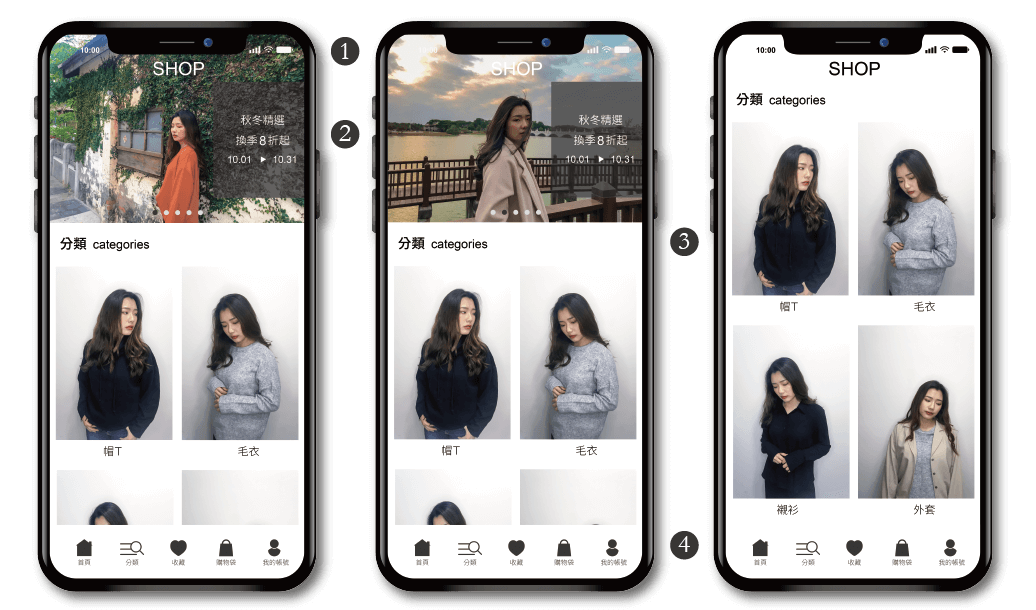 10:00
SHOP
秋冬精選
換季8折起
10.01 ▶ 10.31
分類 categories
帽T
毛衣
首頁 分類 收藏 購物袋 我的帳號
1
2
SHOP
秋冬精選
換季8折起
10.01 ▶ 10.31
分類 categories
帽T
毛衣
首頁 分類 收藏 購物袋 我的帳號
3
4
10:00
SHOP
分類 categories
帽T
毛衣
襯衫
外套
首頁 分類 收藏 購物袋 我的帳號